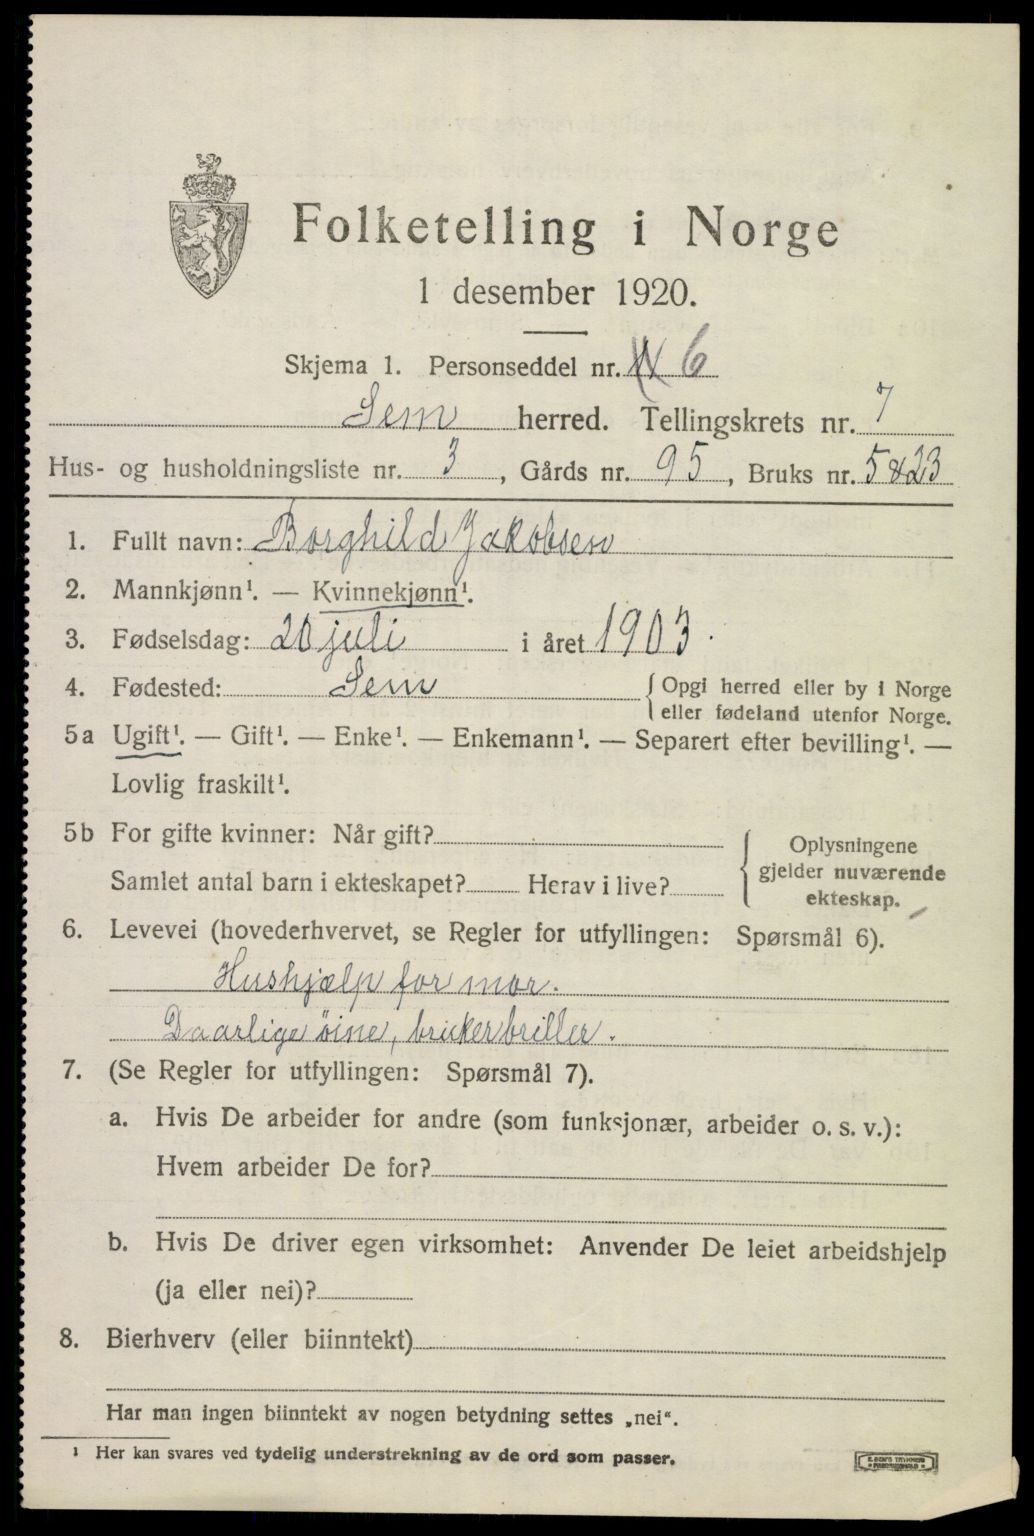 Folketelling i Norge
1 desember 1920.
Skjema 1. Personseddel nr. 6
Sem herred. Tellingskrets nr. 7
Hus- og husholdningsliste nr. 3, Gårds nr. 95, Bruks nr. 5&23
1. Fullt navn: Borghild Jakobsen
2. Mannkjønn¹. — Kvinnekjønn¹.
3. Fødselsdag: 20 juli i året 1903.
4. Fødested: Sem { Opgi herred eller by i Norge
eller fødeland utenfor Norge.
5a Ugift¹. — Gift¹. — Enke¹. — Enkemann¹. — Separert efter bevilling¹. —
Lovlig fraskilt¹.
5b For gifte kvinner: Når gift?
Samlet antal barn i ekteskapet? Herav i live?
{ Oplysningene
gjelder nuværende
ekteskap.
6. Levevei (hovederhvervet, se Regler for utfyllingen: Spørsmål 6).
Hushjælp for mor.
Daarlige öine, bruker briller.
7. (Se Regler for utfyllingen: Spørsmål 7).
a. Hvis De arbeider for andre (som funksjonær, arbeider o. s. v.):
Hvem arbeider De for?
b. Hvis De driver egen virksomhet: Anvender De leiet arbeidshjelp
(ja eller nei)?
8. Bierhverv (eller biinntekt)
Har man ingen biinntekt av nogen betydning settes „nei“.
¹ Her kan svares ved tydelig understrekning av de ord som passer.